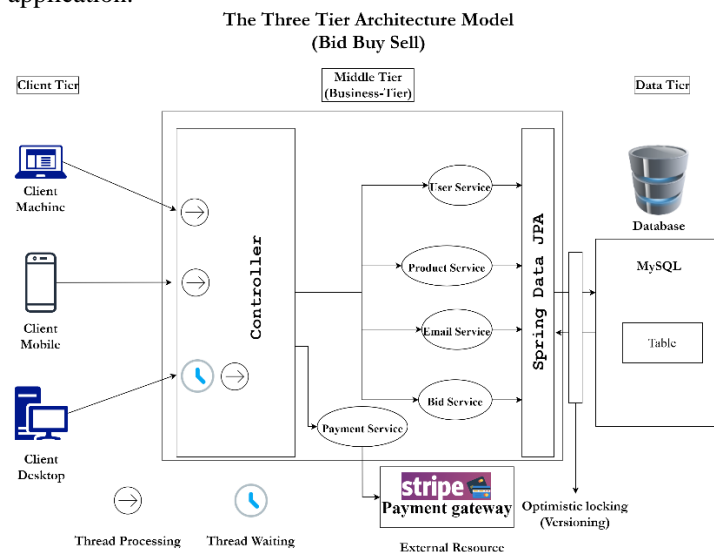 application.
The Three Tier Architecture Model
(Bid Buy Sell)
Client Tier
Middle Tier
(Business-Tier)
Data Tier
Client
Machine
User Service
Database
Controller
Product Service
Spring Data JPA
MySQL
Client
Mobile
Email Service
Table
Bid Service
Payment Service
Client
Desktop
stripe
Payment gateway
Optimistic locking
(Versioning)
Thread Processing
Thread Waiting
External Resource